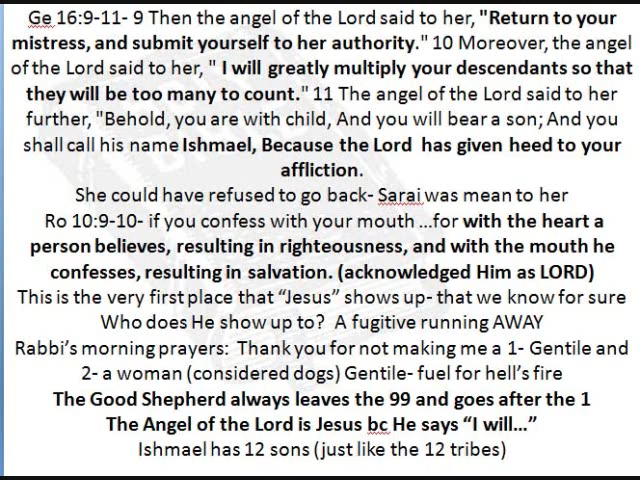 Ge 16:9-11- 9 Then the angel of the Lord said to her, "Return to your
mistress, and submit yourself to her authority." 10 Moreover, the angel
of the Lord said to her, " I will greatly multiply your descendants so that
they will be too many to count." 11 The angel of the Lord said to her
further, "Behold, you are with child, And you will bear a son; And you
shall call his name Ishmael, Because the Lord has given heed to your
affliction.
She could have refused to go back- Sarai was mean to her
Ro 10:9-10- if you confess with your mouth …for with the heart a
person believes, resulting in righteousness, and with the mouth he
confesses, resulting in salvation. (acknowledged Him as LORD)
This is the very first place that “Jesus” shows up- that we know for sure
Who does He show up to? A fugitive running AWAY
Rabbi’s morning prayers: Thank you for not making me a 1- Gentile and
2- a woman (considered dogs) Gentile- fuel for hell’s fire
The Good Shepherd always leaves the 99 and goes after the 1
The Angel of the Lord is Jesus bc He says “I will…”
Ishmael has 12 sons (just like the 12 tribes)